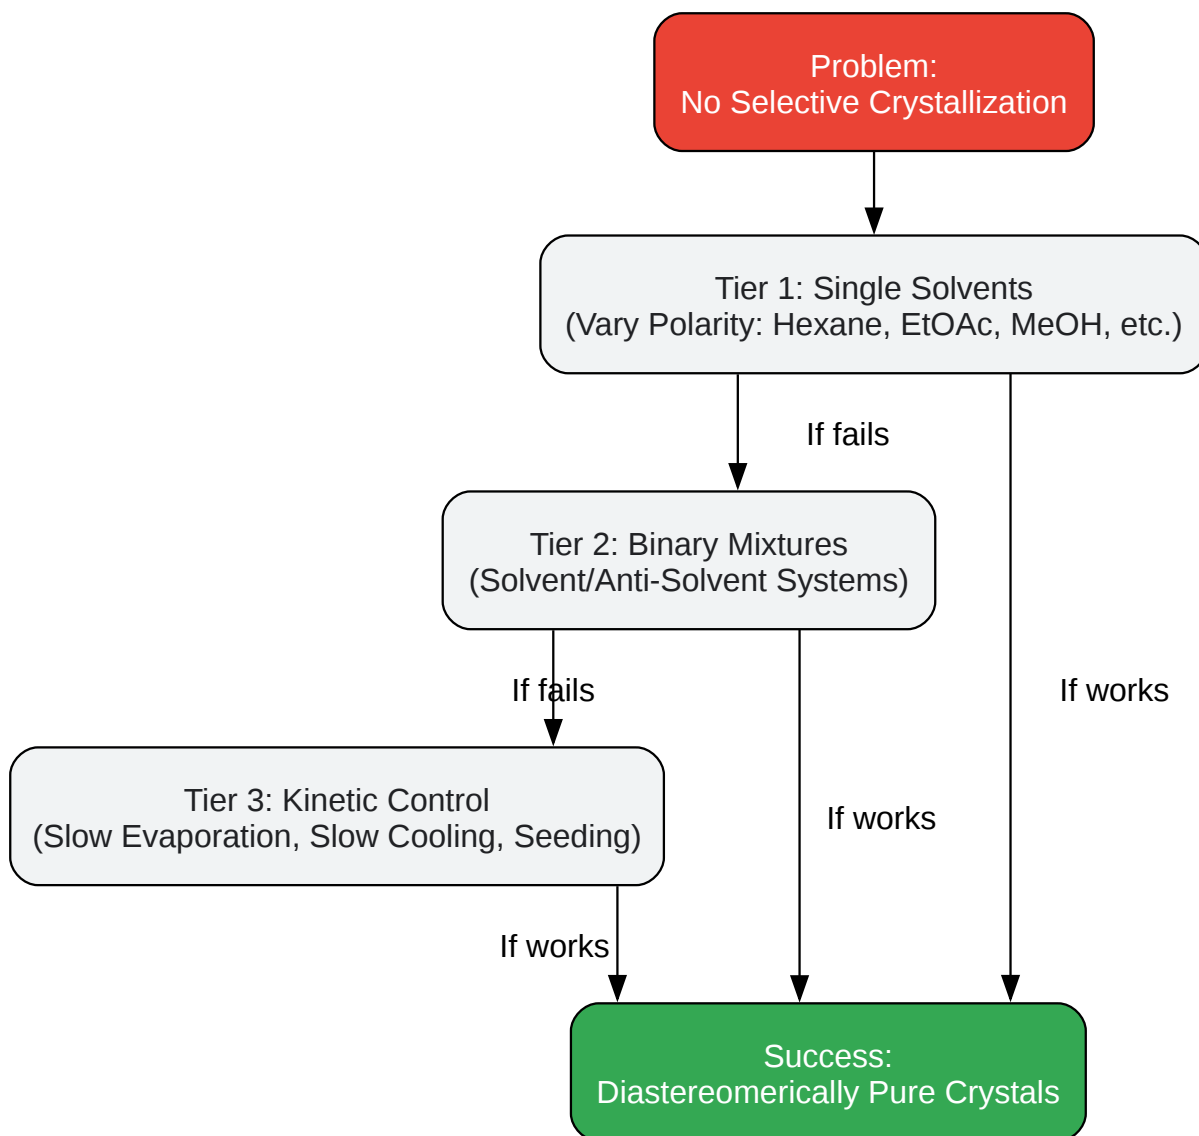 Problem:
No Selective Crystallization
Tier 1: Single Solvents
(Vary Polarity: Hexane, EtOAc, MeOH, etc.)
If fails
Tier 2: Binary Mixtures
(Solvent/Anti-Solvent Systems)
If fails
If works
Tier 3: Kinetic Control
(Slow Evaporation, Slow Cooling, Seeding)
If works
If works
Success:
Diastereomerically Pure Crystals